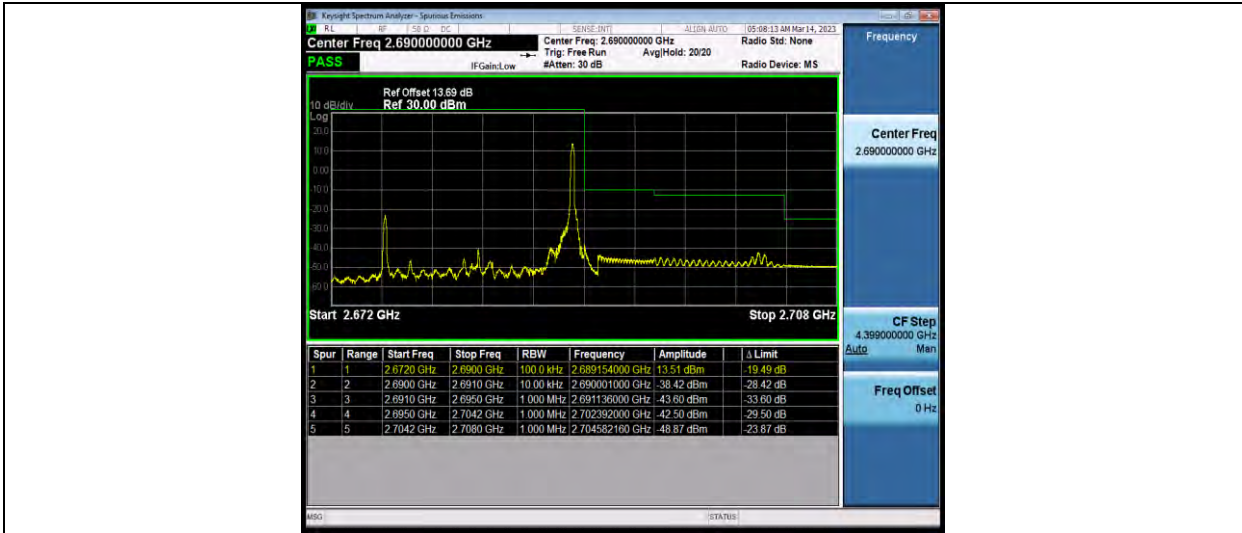 Keysight Spectrum Analyzer - Spurious Emissions
RL RF 50 Ω DC SENSE:INT ALIGN AUTO 05:08:13 AM Mar 14, 2023
Center Freq 2.690000000 GHz
PASS
IFGain:Low
Center Freq: 2.690000000 GHz
Trig: Free Run Avg|Hold: 20/20
#Atten: 30 dB
Radio Std: None
Radio Device: MS
Ref Offset 13.69 dB
10 dB/div Ref 30.00 dBm
Log
20.0
10.0
0.00
-10.0
-20.0
-30.0
-40.0
-50.0
-60.0
Start 2.672 GHz Stop 2.708 GHz
Spur Range Start Freq Stop Freq RBW Frequency Amplitude Δ Limit
1 1 2.6720 GHz 2.6900 GHz 100.0 kHz 2.689154000 GHz 13.51 dBm -19.49 dB
2 2 2.6900 GHz 2.6910 GHz 10.00 kHz 2.690001000 GHz -38.42 dBm -28.42 dB
3 3 2.6910 GHz 2.6950 GHz 1.000 MHz 2.691136000 GHz -43.60 dBm -33.60 dB
4 4 2.6950 GHz 2.7042 GHz 1.000 MHz 2.702392000 GHz -42.50 dBm -29.50 dB
5 5 2.7042 GHz 2.7080 GHz 1.000 MHz 2.704582160 GHz -48.87 dBm -23.87 dB
MSG STATUS
Frequency
Center Freq
2.690000000 GHz
CF Step
4.399000000 GHz
Auto Man
Freq Offset
0 Hz